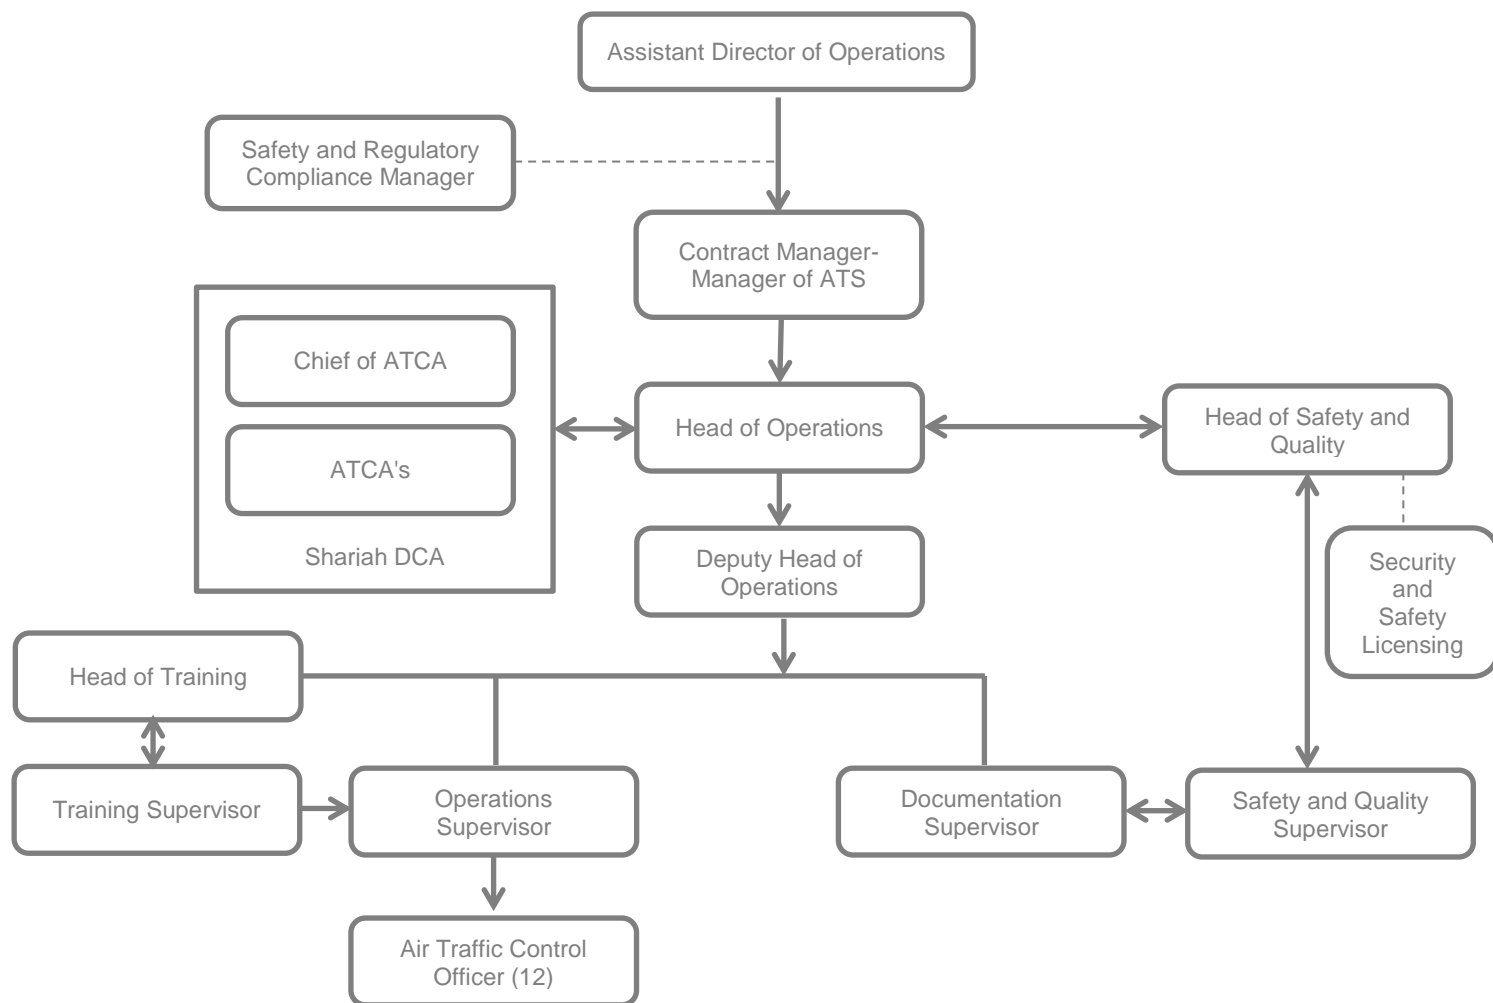 Assistant Director of Operations
Safety and Regulatory
Compliance Manager
Contract Manager-
Manager of ATS
Chief of ATCA
Head of Operations
Head of Safety and
Quality
ATCA's
Shariah DCA
Deputy Head of
Operations
Security
and
Safety
Licensing
Head of Training
Training Supervisor
Operations
Supervisor
Documentation
Supervisor
Safety and Quality
Supervisor
Air Traffic Control
Officer (12)